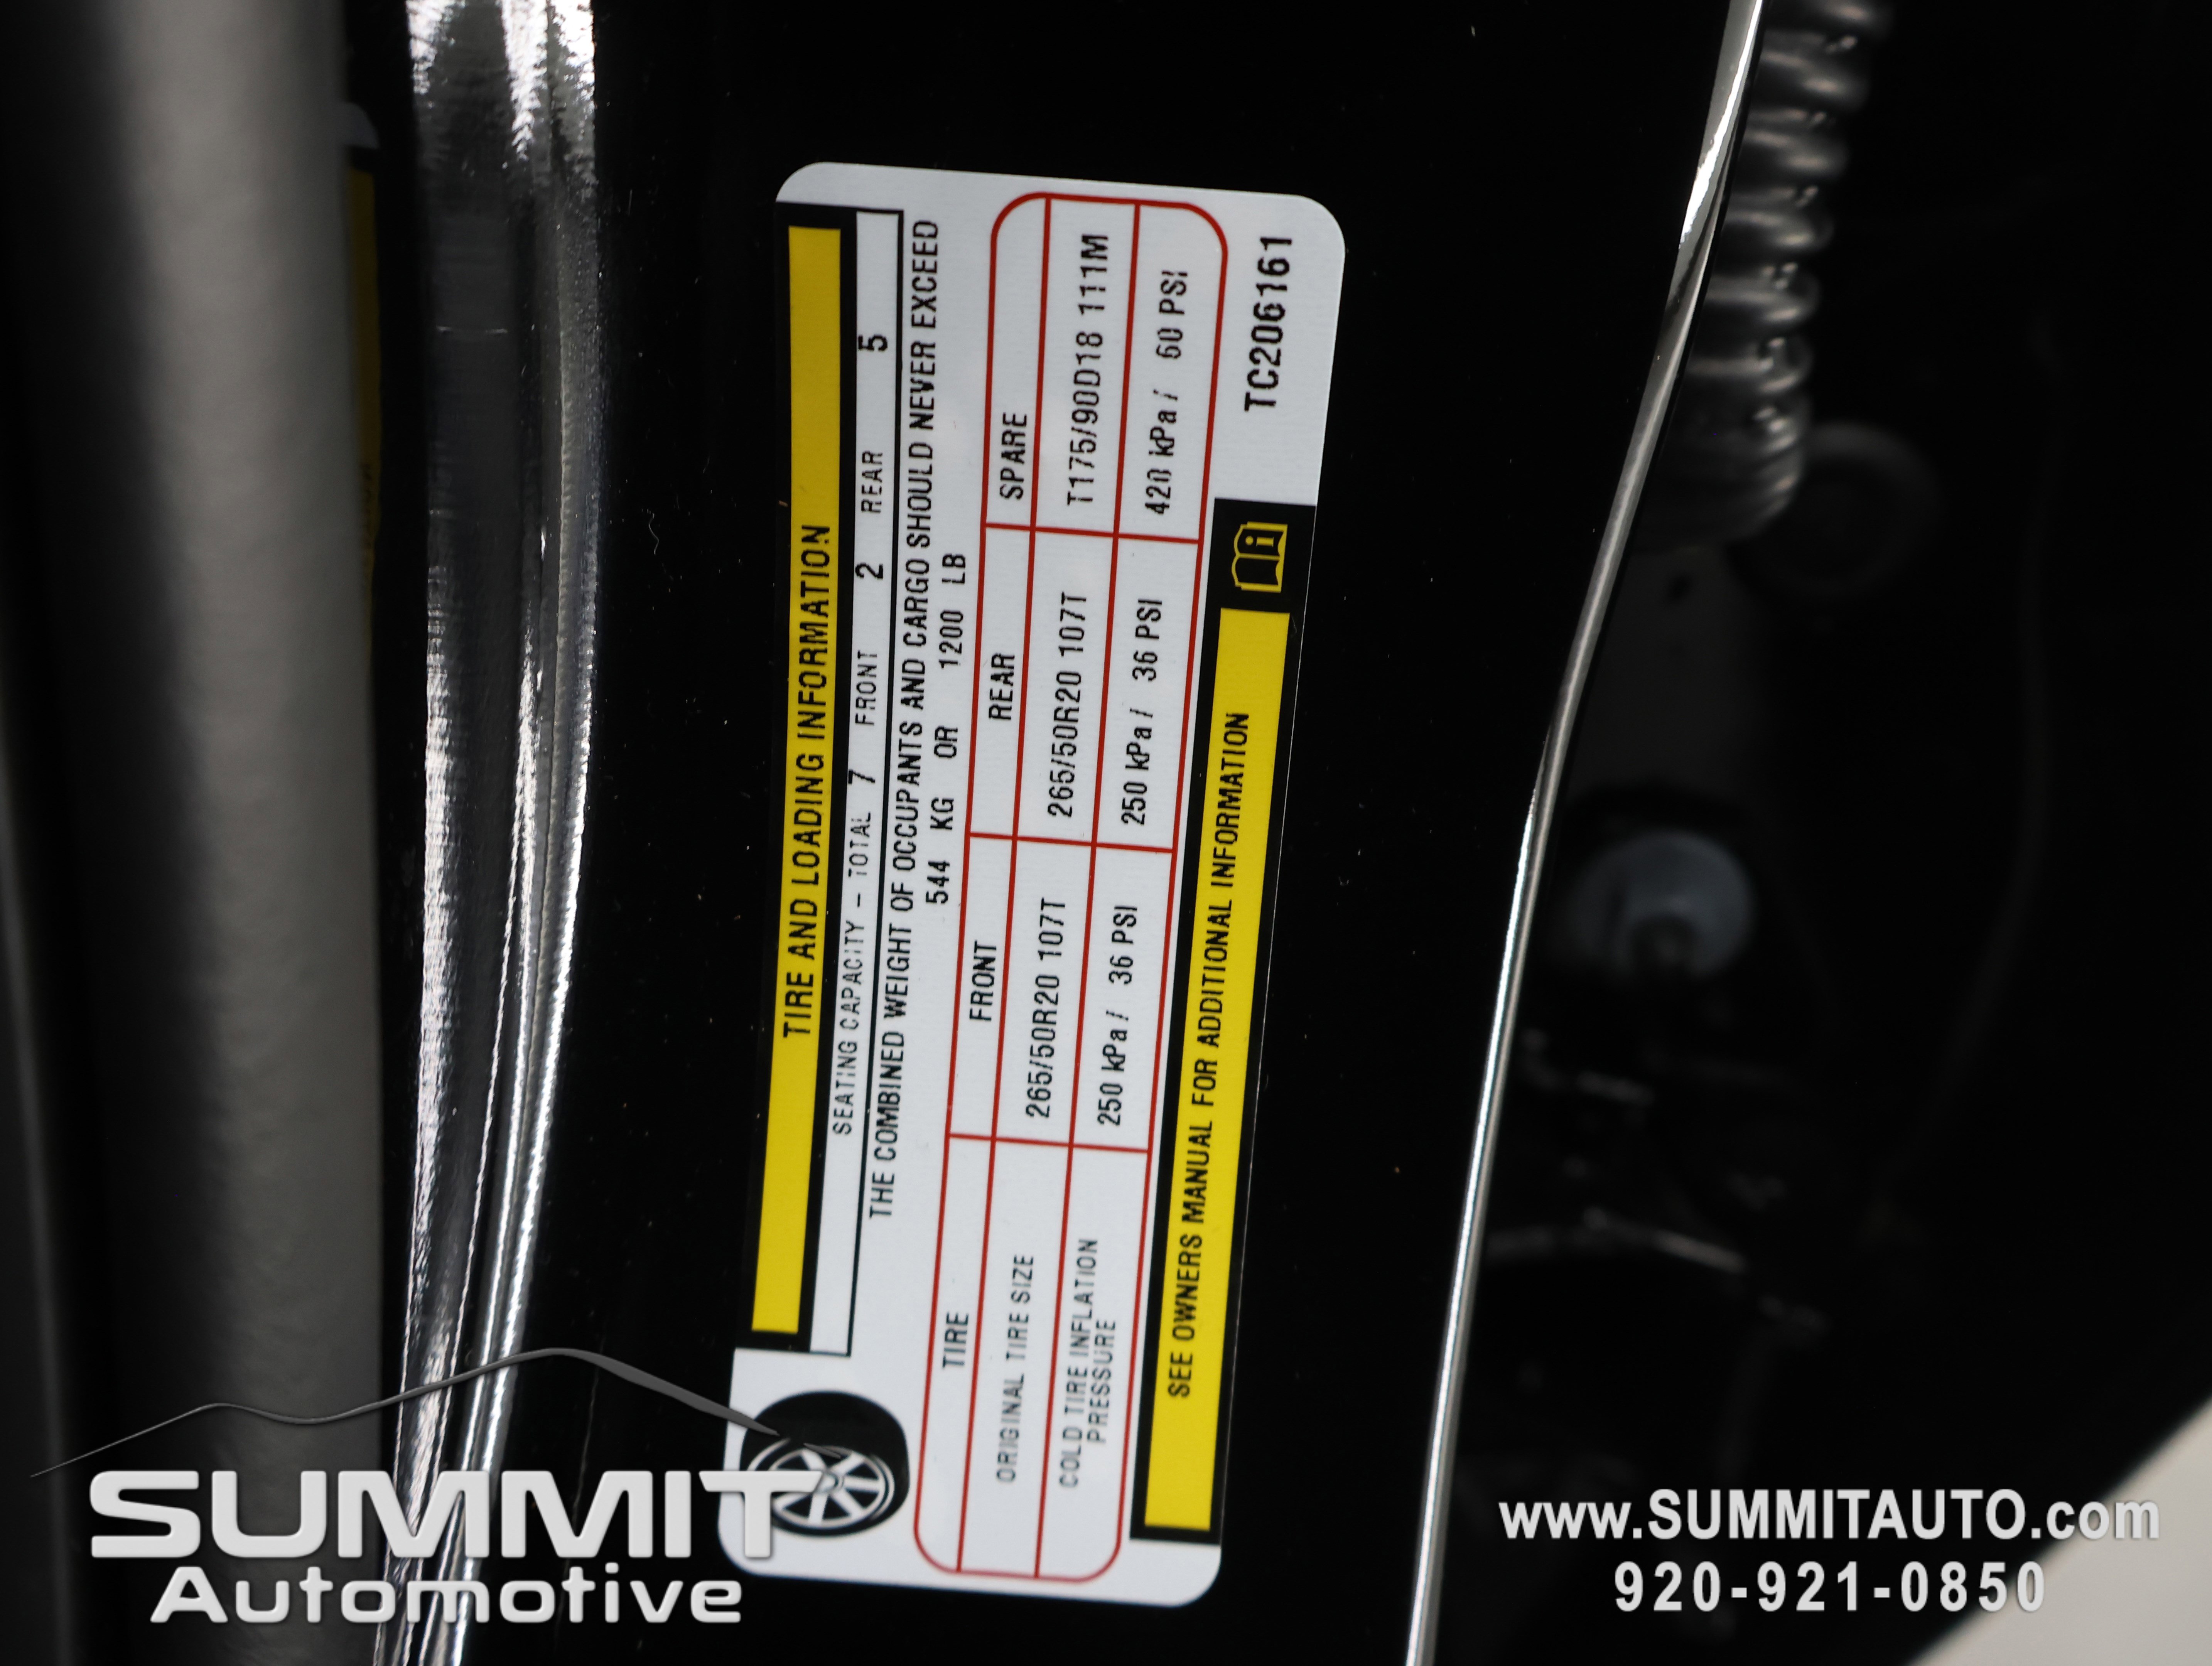 TIRE AND LOADING INFORMATION
SEATING CAPACITY – TOTAL 7 FRONT 2 REAR 5
THE COMBINED WEIGHT OF OCCUPANTS AND CARGO SHOULD NEVER EXCEED
544 KG OR 1200 LB
TIRE FRONT REAR SPARE
ORIGINAL TIRE SIZE 265/50R20 107T 265/50R20 107T T175/90D18 111M
COLD TIRE INFLATION
PRESSURE 250 kPa / 36 PSI 250 kPa / 36 PSI 420 kPa / 60 PSI
SEE OWNERS MANUAL FOR ADDITIONAL INFORMATION
TC206161
SUMMIT
Automotive
www.SUMMITAUTO.com
920-921-0850